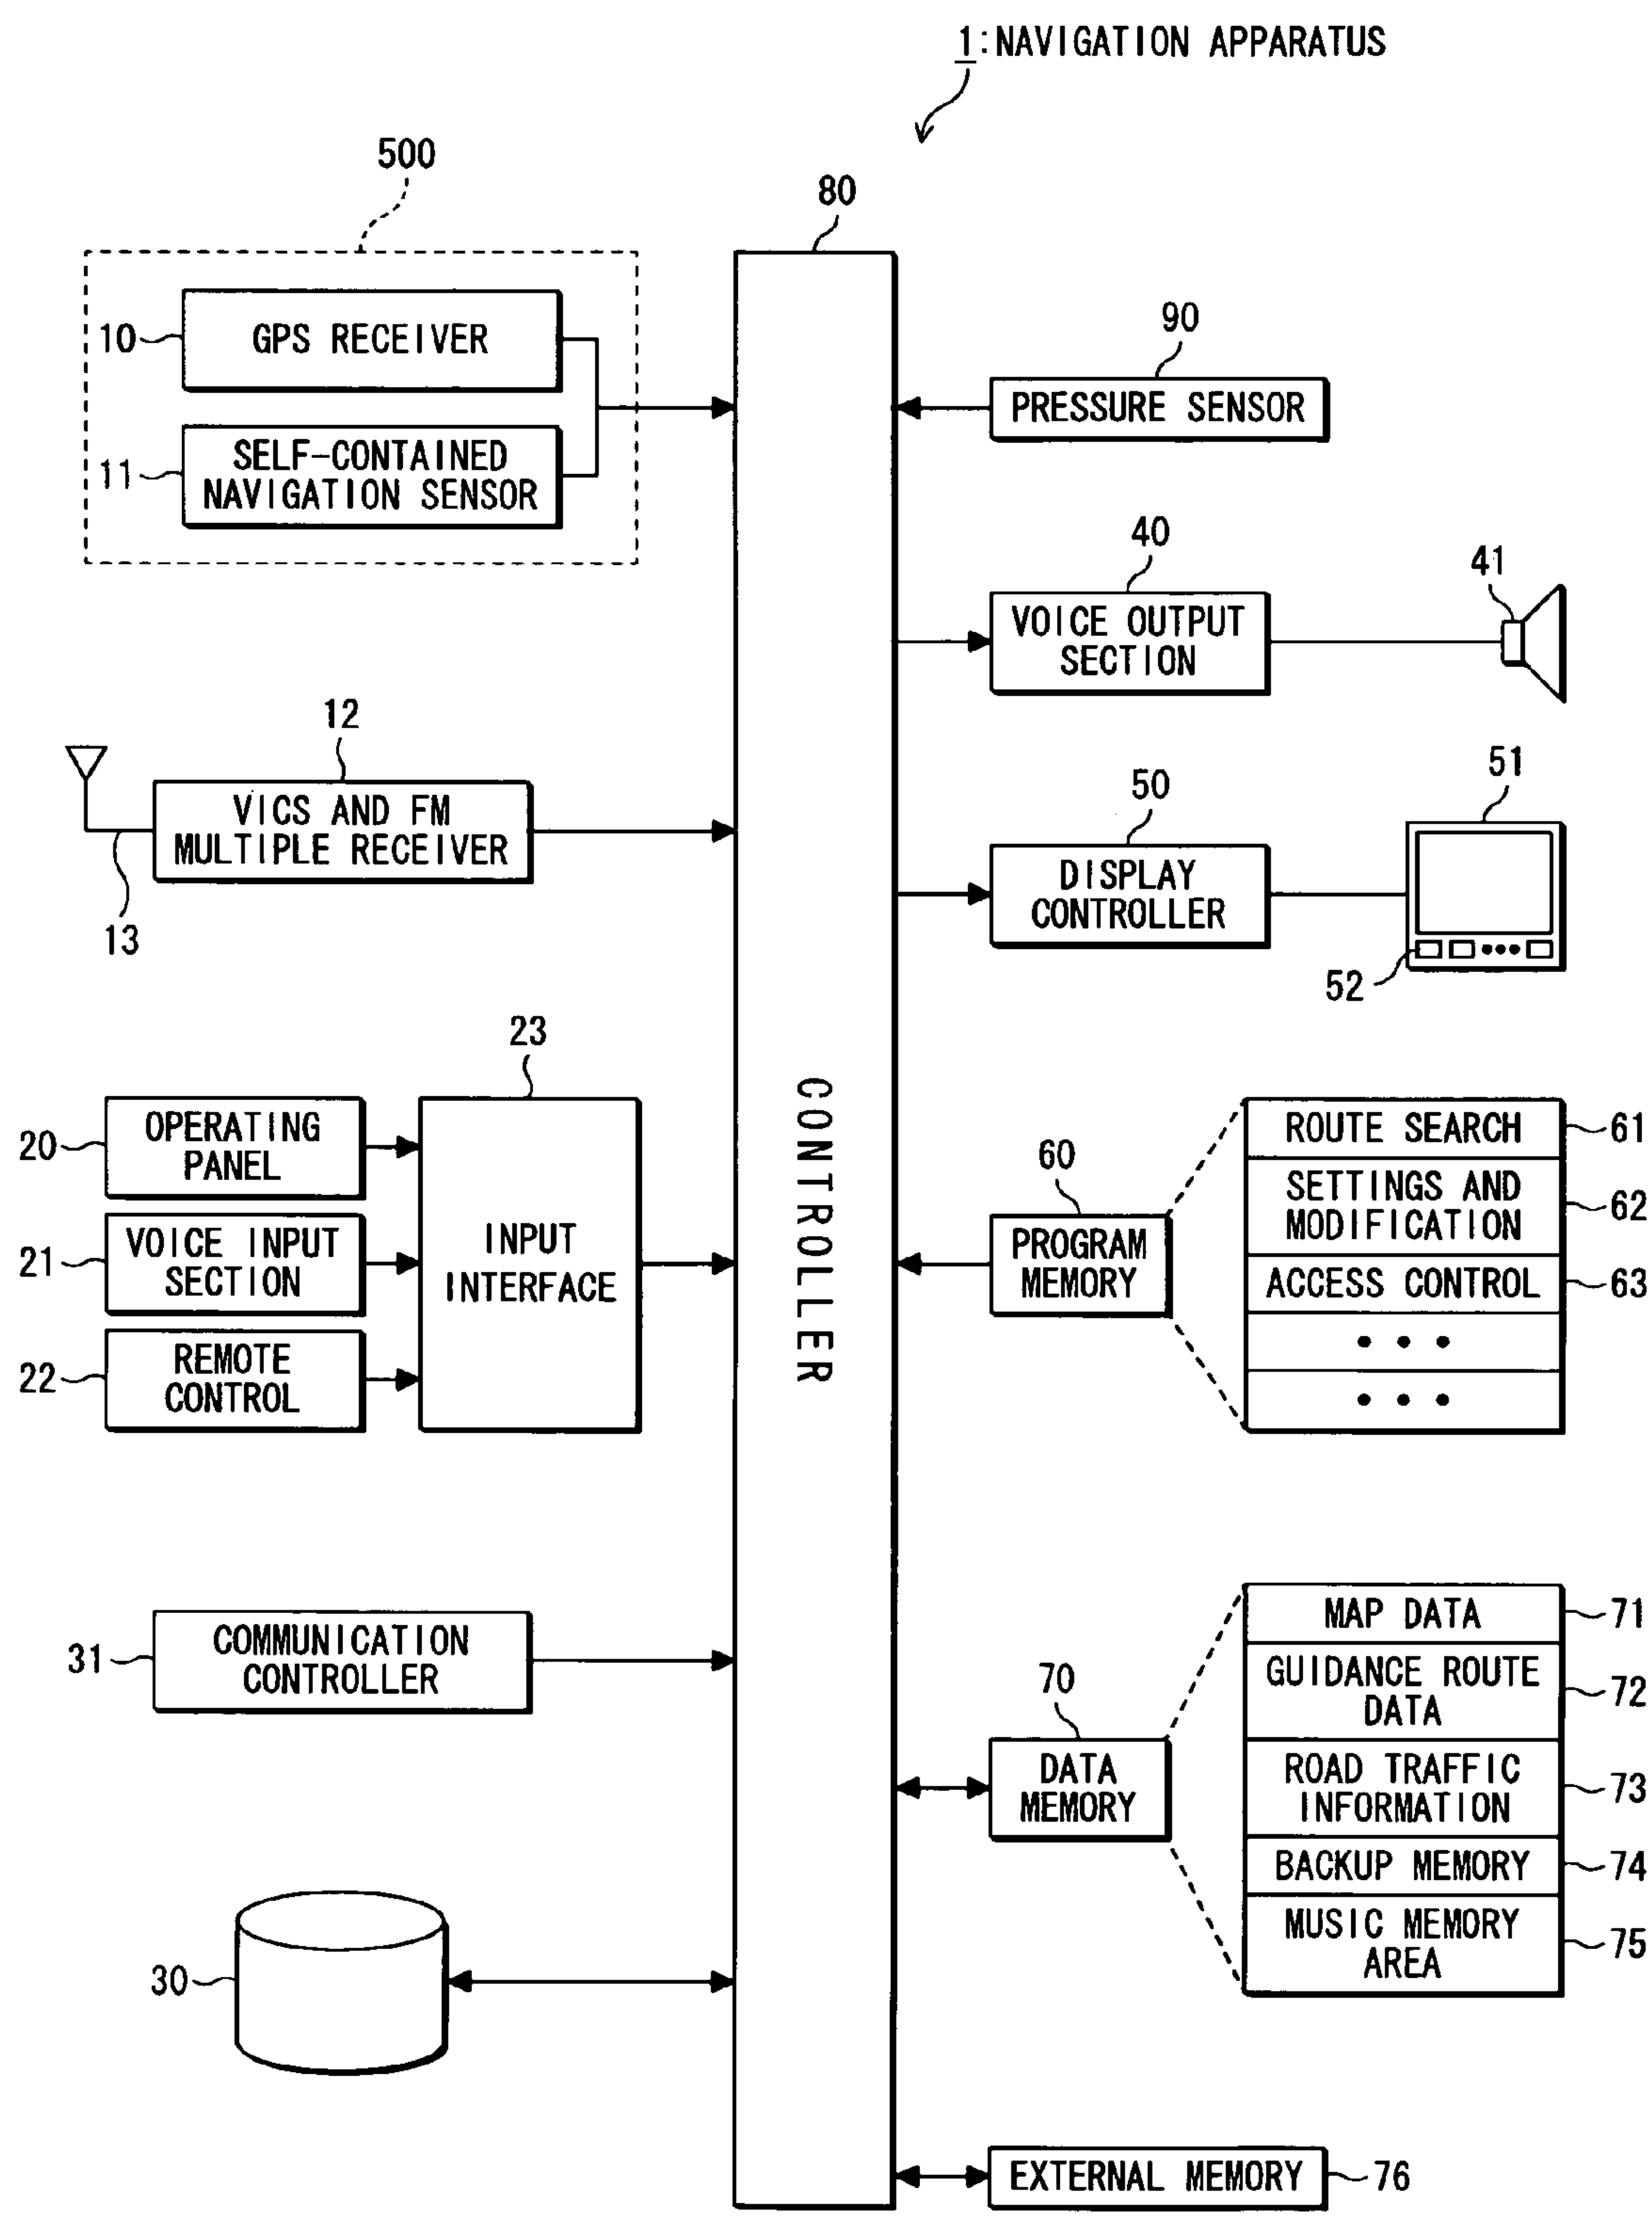 1:NAVIGATION APPARATUS
500
80
10
GPS RECEIVER
11
SELF-CONTAINED
NAVIGATION SENSOR
90
PRESSURE SENSOR
40
VOICE OUTPUT
SECTION
41
12
VICS AND FM
MULTIPLE RECEIVER
13
50
DISPLAY
CONTROLLER
51
52
23
20
OPERATING
PANEL
21
VOICE INPUT
SECTION
22
REMOTE
CONTROL
INPUT
INTERFACE
CONTROLLER
60
PROGRAM
MEMORY
ROUTE SEARCH
61
SETTINGS AND
MODIFICATION
62
ACCESS CONTROL
63
• • •
• • •
31
COMMUNICATION
CONTROLLER
70
DATA
MEMORY
MAP DATA
71
GUIDANCE ROUTE
DATA
72
ROAD TRAFFIC
INFORMATION
73
BACKUP MEMORY
74
MUSIC MEMORY
AREA
75
30
EXTERNAL MEMORY
76